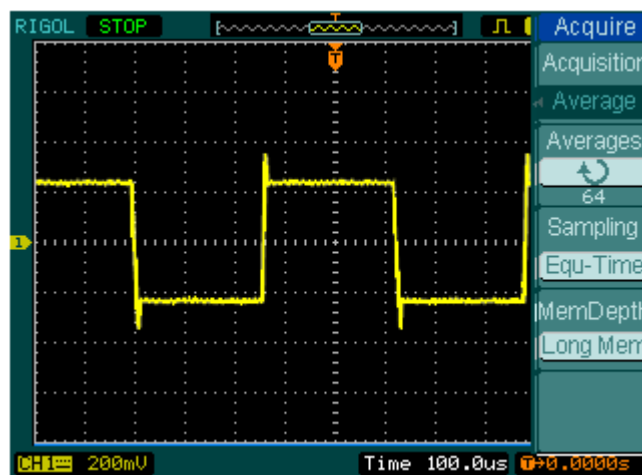 RIGOL STOP
T
T
Acquire
Acquisition
Average
Averages
64
Sampling
Equ-Time
MemDepth
Long Mem
1
CH1 200mV
Time 100.0us T→0.0000s